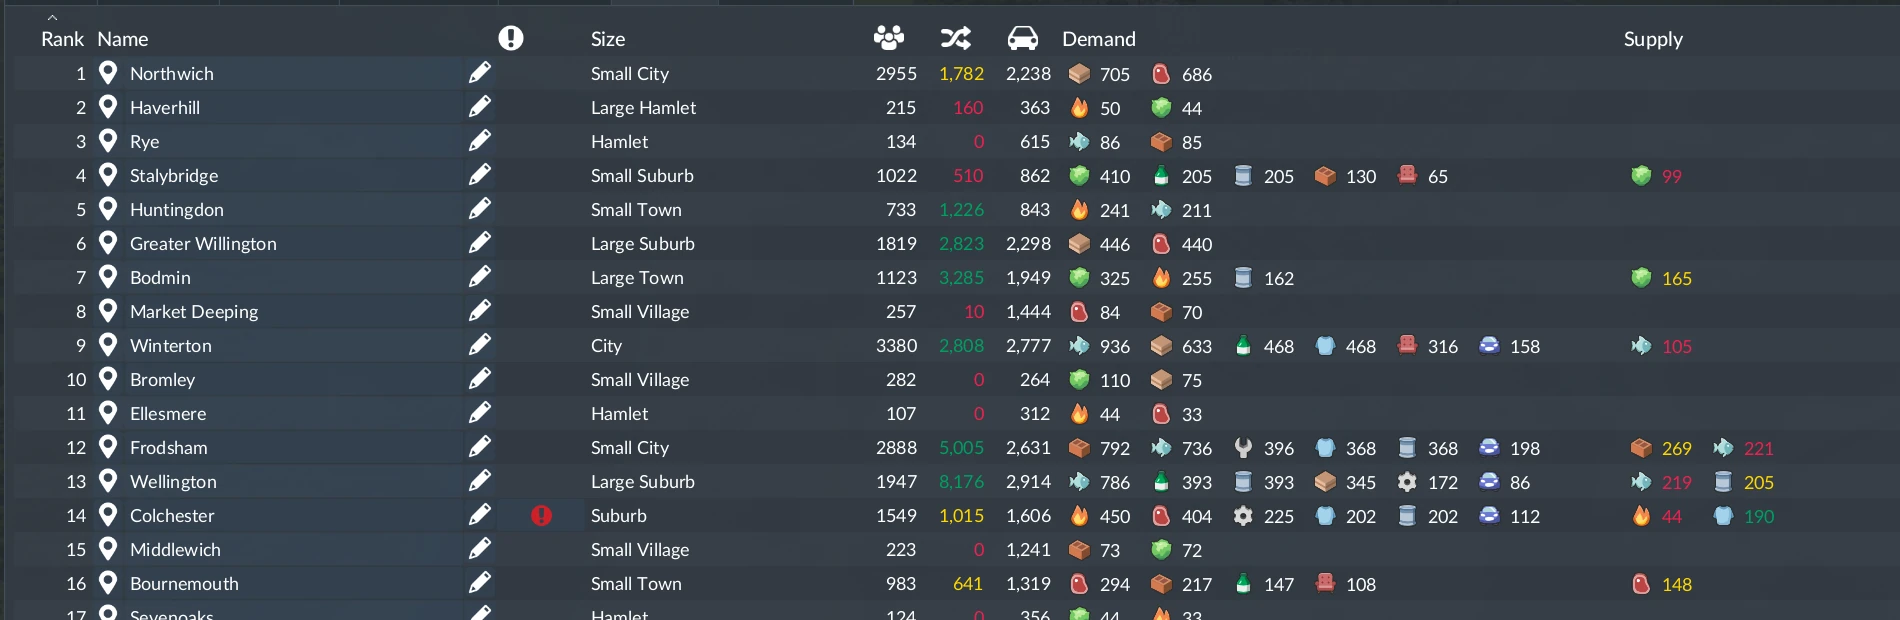 Rank Name Size Demand Supply
1 Northwich Small City 2955 1,782 2,238 705 686
2 Haverhill Large Hamlet 215 160 363 50 44
3 Rye Hamlet 134 0 615 86 85
4 Stalybridge Small Suburb 1022 510 862 410 205 205 130 65 99
5 Huntingdon Small Town 733 1,226 843 241 211
6 Greater Willington Large Suburb 1819 2,823 2,298 446 440
7 Bodmin Large Town 1123 3,285 1,949 325 255 162 165
8 Market Deeping Small Village 257 10 1,444 84 70
9 Winterton City 3380 2,808 2,777 936 633 468 468 316 158 105
10 Bromley Small Village 282 0 264 110 75
11 Ellesmere Hamlet 107 0 312 44 33
12 Frodsham Small City 2888 5,005 2,631 792 736 396 368 368 198 269 221
13 Wellington Large Suburb 1947 8,176 2,914 786 393 393 345 172 86 219 205
14 Colchester Suburb 1549 1,015 1,606 450 404 225 202 202 112 44 190
15 Middlewich Small Village 223 0 1,241 73 72
16 Bournemouth Small Town 983 641 1,319 294 217 147 108 148
17 Sevenoaks Hamlet 124 0 356 44 33